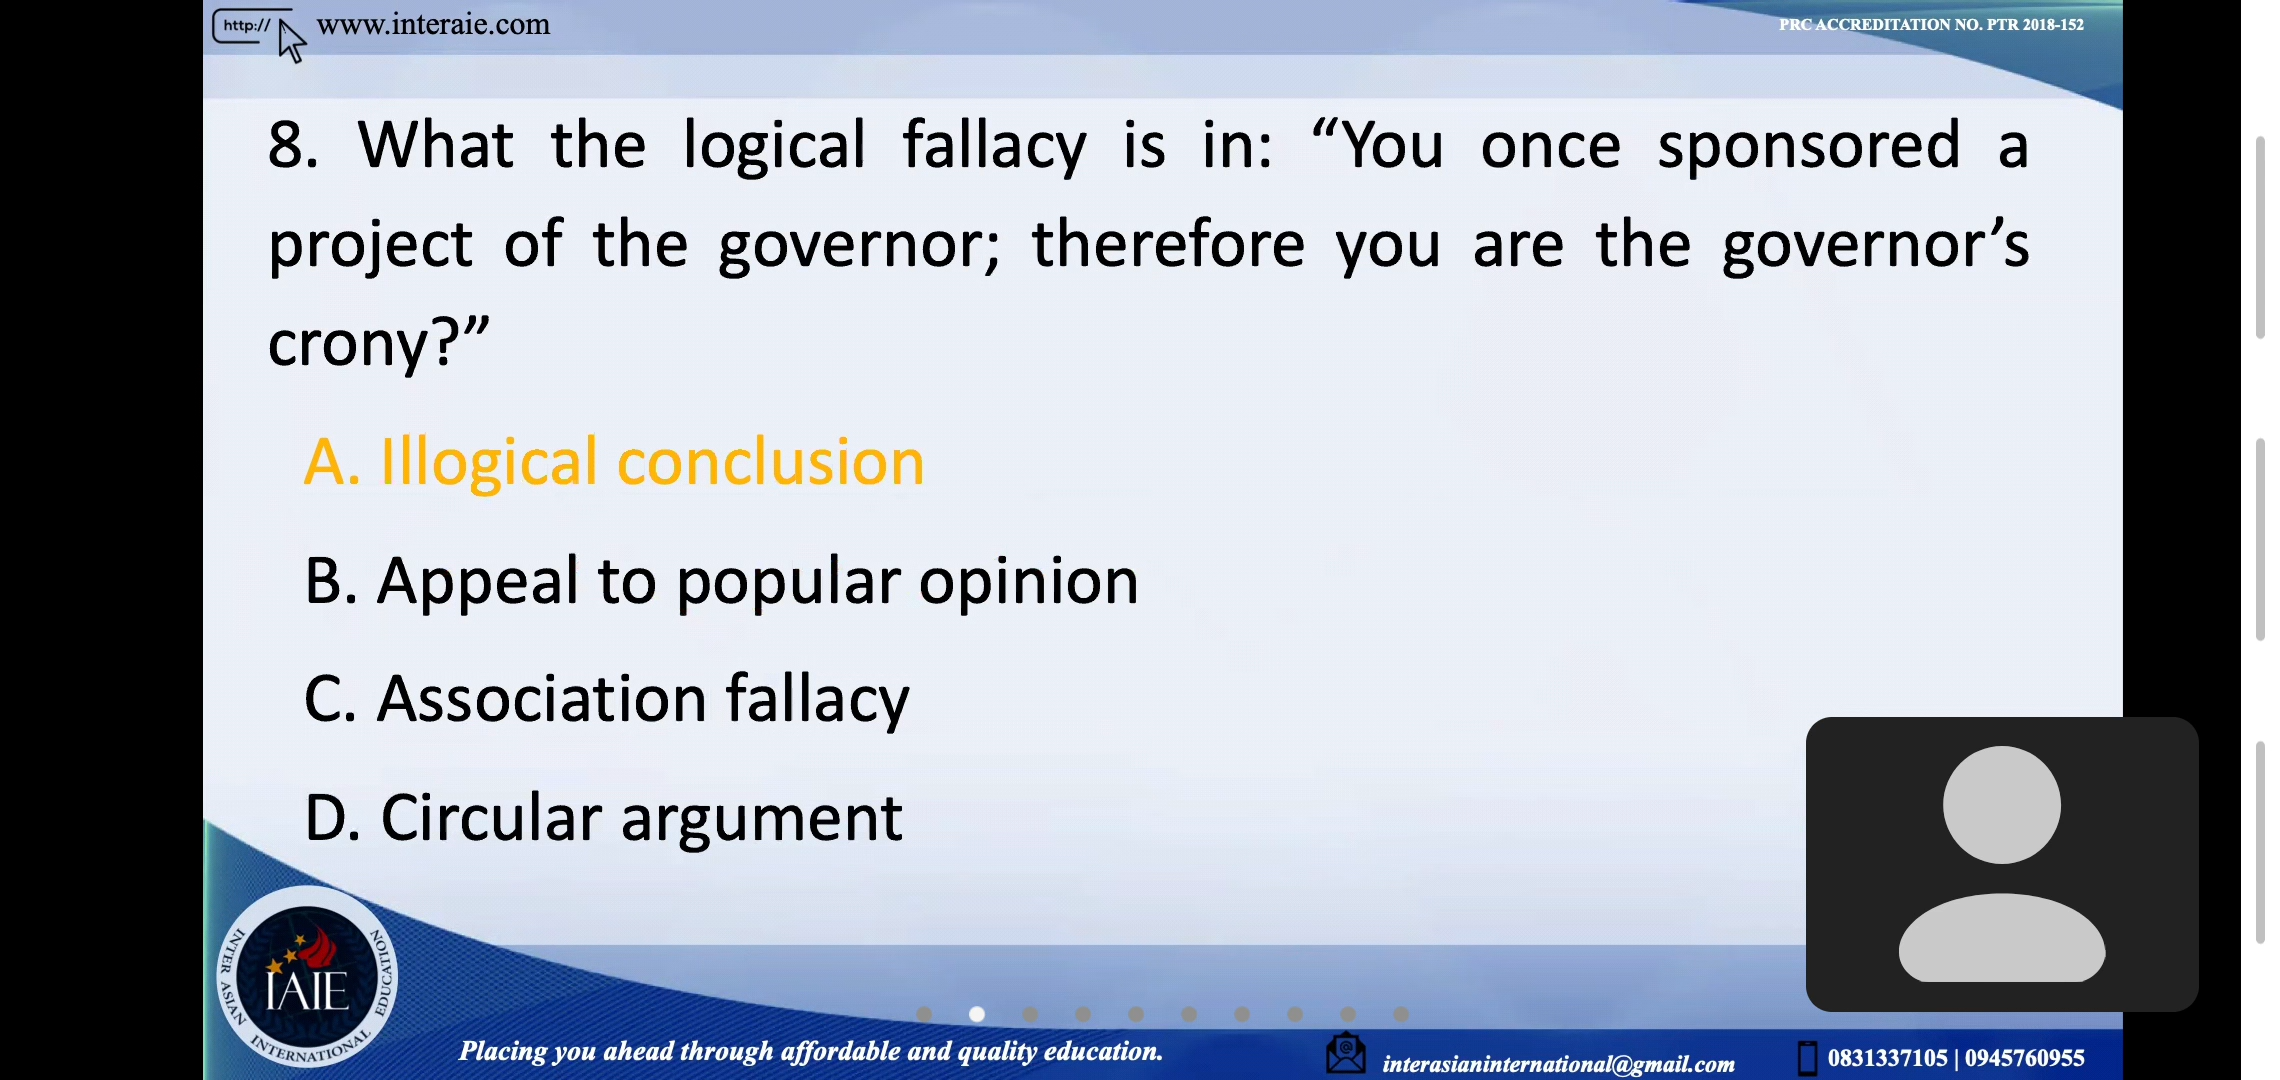 http:// www.interaie.com
PRC ACCREDITATION NO. PTR 2018-152
8. What the logical fallacy is in: “You once sponsored a
project of the governor; therefore you are the governor’s
crony?”
A. Illogical conclusion
B. Appeal to popular opinion
C. Association fallacy
D. Circular argument
INTER ASIAN INTERNATIONAL EDUCATION
IAIE
Placing you ahead through affordable and quality education.
@ interasianinternational@gmail.com
0831337105 | 0945760955